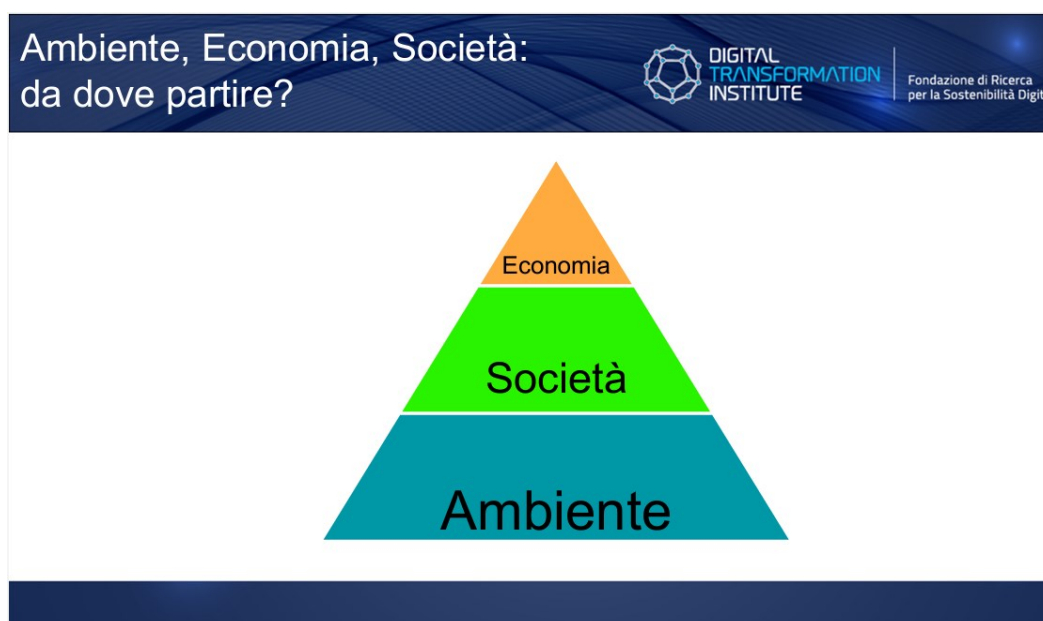 Ambiente, Economia, Società:
da dove partire?
DIGITAL
TRANSFORMATION
INSTITUTE
Fondazione di Ricerca
per la Sostenibilità Digit
Economia
Società
Ambiente